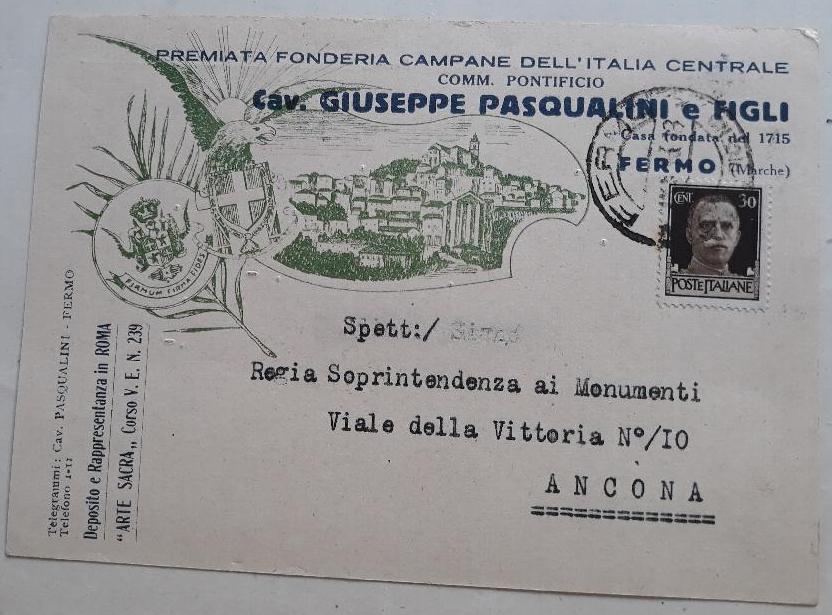 PREMIATA FONDERIA CAMPANE DELL'ITALIA CENTRALE
COMM. PONTIFICIO
Cav. GIUSEPPE PASQUALINI e FIGLI
Casa fondata nel 1715
FERMO (Marche)
CENT. 30
POSTE ITALIANE
FIRMUM FIRMA FIDES
Spett:/
Regia Soprintendenza ai Monumenti
Viale della Vittoria N°/10
ANCONA
Telegrammi: Cav. PASQUALINI - FERMO
Telefono 1-11
Deposito e Rappresentanza in ROMA
"ARTE SACRA„ Corso V. E. N. 239